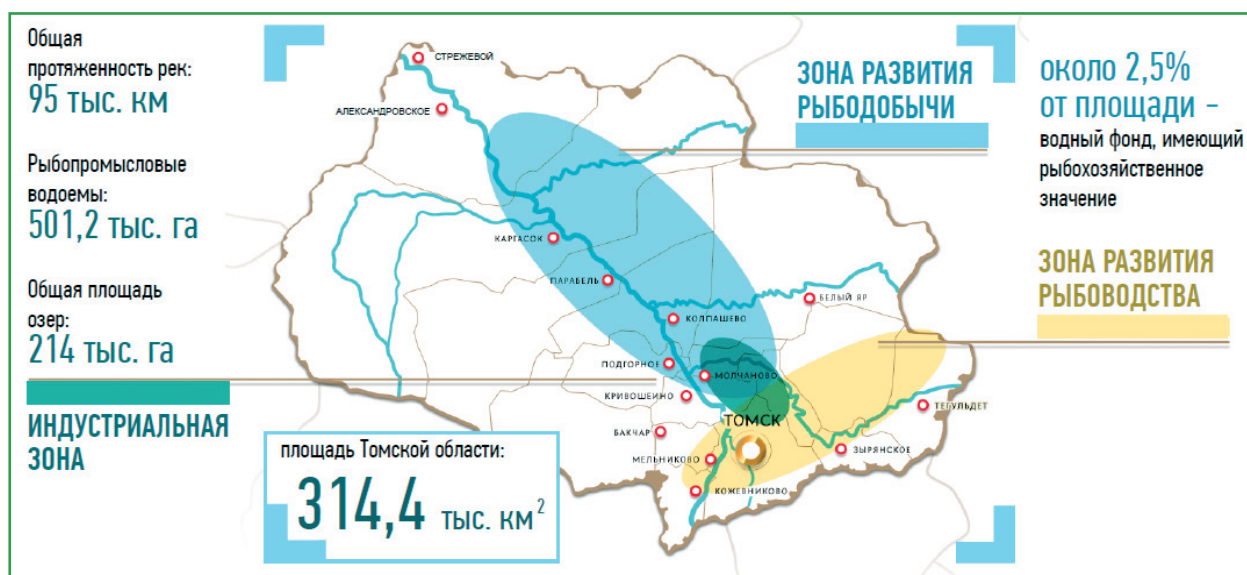 Общая
протяженность рек:
95 тыс. км
Рыбопромысловые
водоемы:
501,2 тыс. га
Общая площадь
озер:
214 тыс. га
ИНДУСТРИАЛЬНАЯ
ЗОНА
СТРЕЖЕВОЙ
АЛЕКСАНДРОВСКОЕ
КАРГАСОК
ПАРАБЕЛЬ
БЕЛЫЙ ЯР
КОЛПАШЕВО
ПОДГОРНОЕ
МОЛЧАНОВО
КРИВОШЕИНО
ТЕГУЛЬДЕТ
ТОМСК
БАКЧАР
ЗЫРЯНСКОЕ
МЕЛЬНИКОВО
КОЖЕВНИКОВО
площадь Томской области:
314,4 тыс. км²
ЗОНА РАЗВИТИЯ
РЫБОДОБЫЧИ
около 2,5%
от площади –
водный фонд, имеющий
рыбохозяйственное
значение
ЗОНА РАЗВИТИЯ
РЫБОВОДСТВА